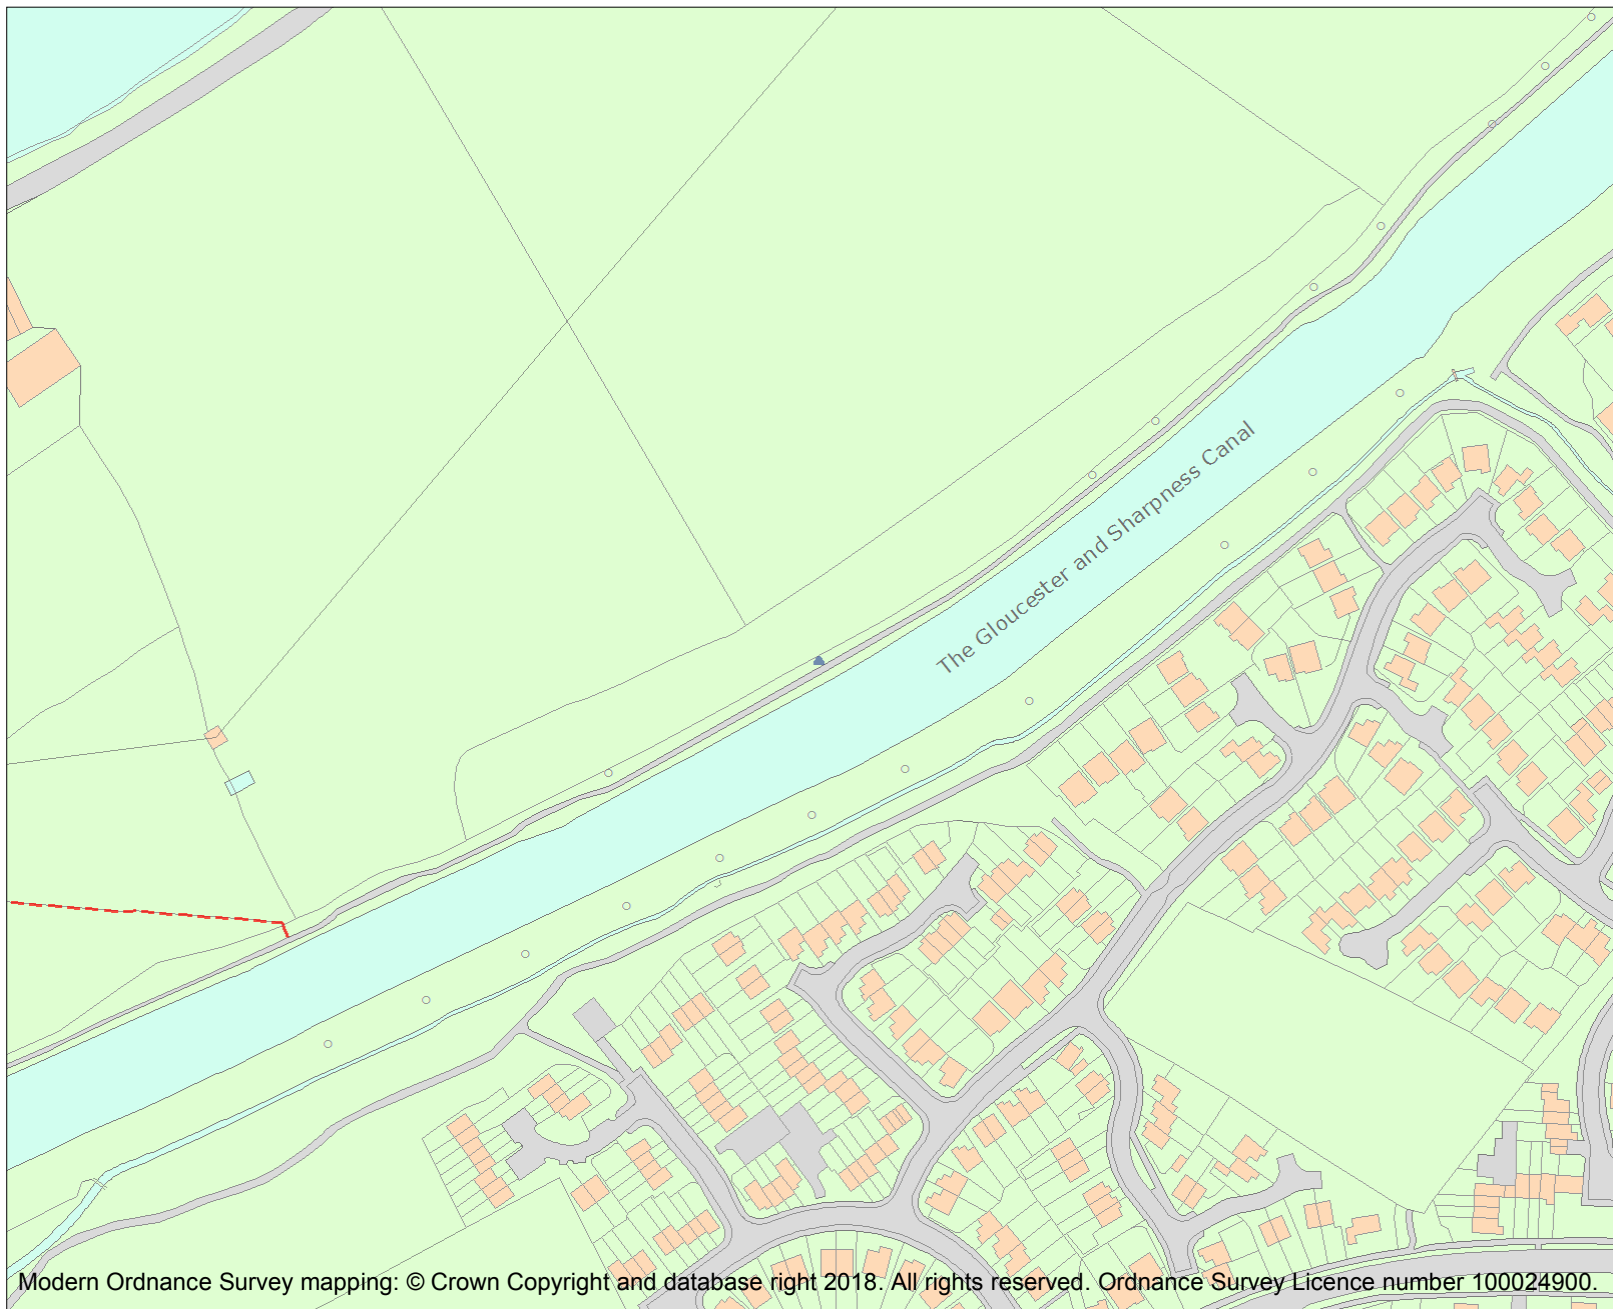 The Gloucester and Sharpness Canal
Modern Ordnance Survey mapping: © Crown Copyright and database right 2018. All rights reserved. Ordnance Survey Licence number 100024900.